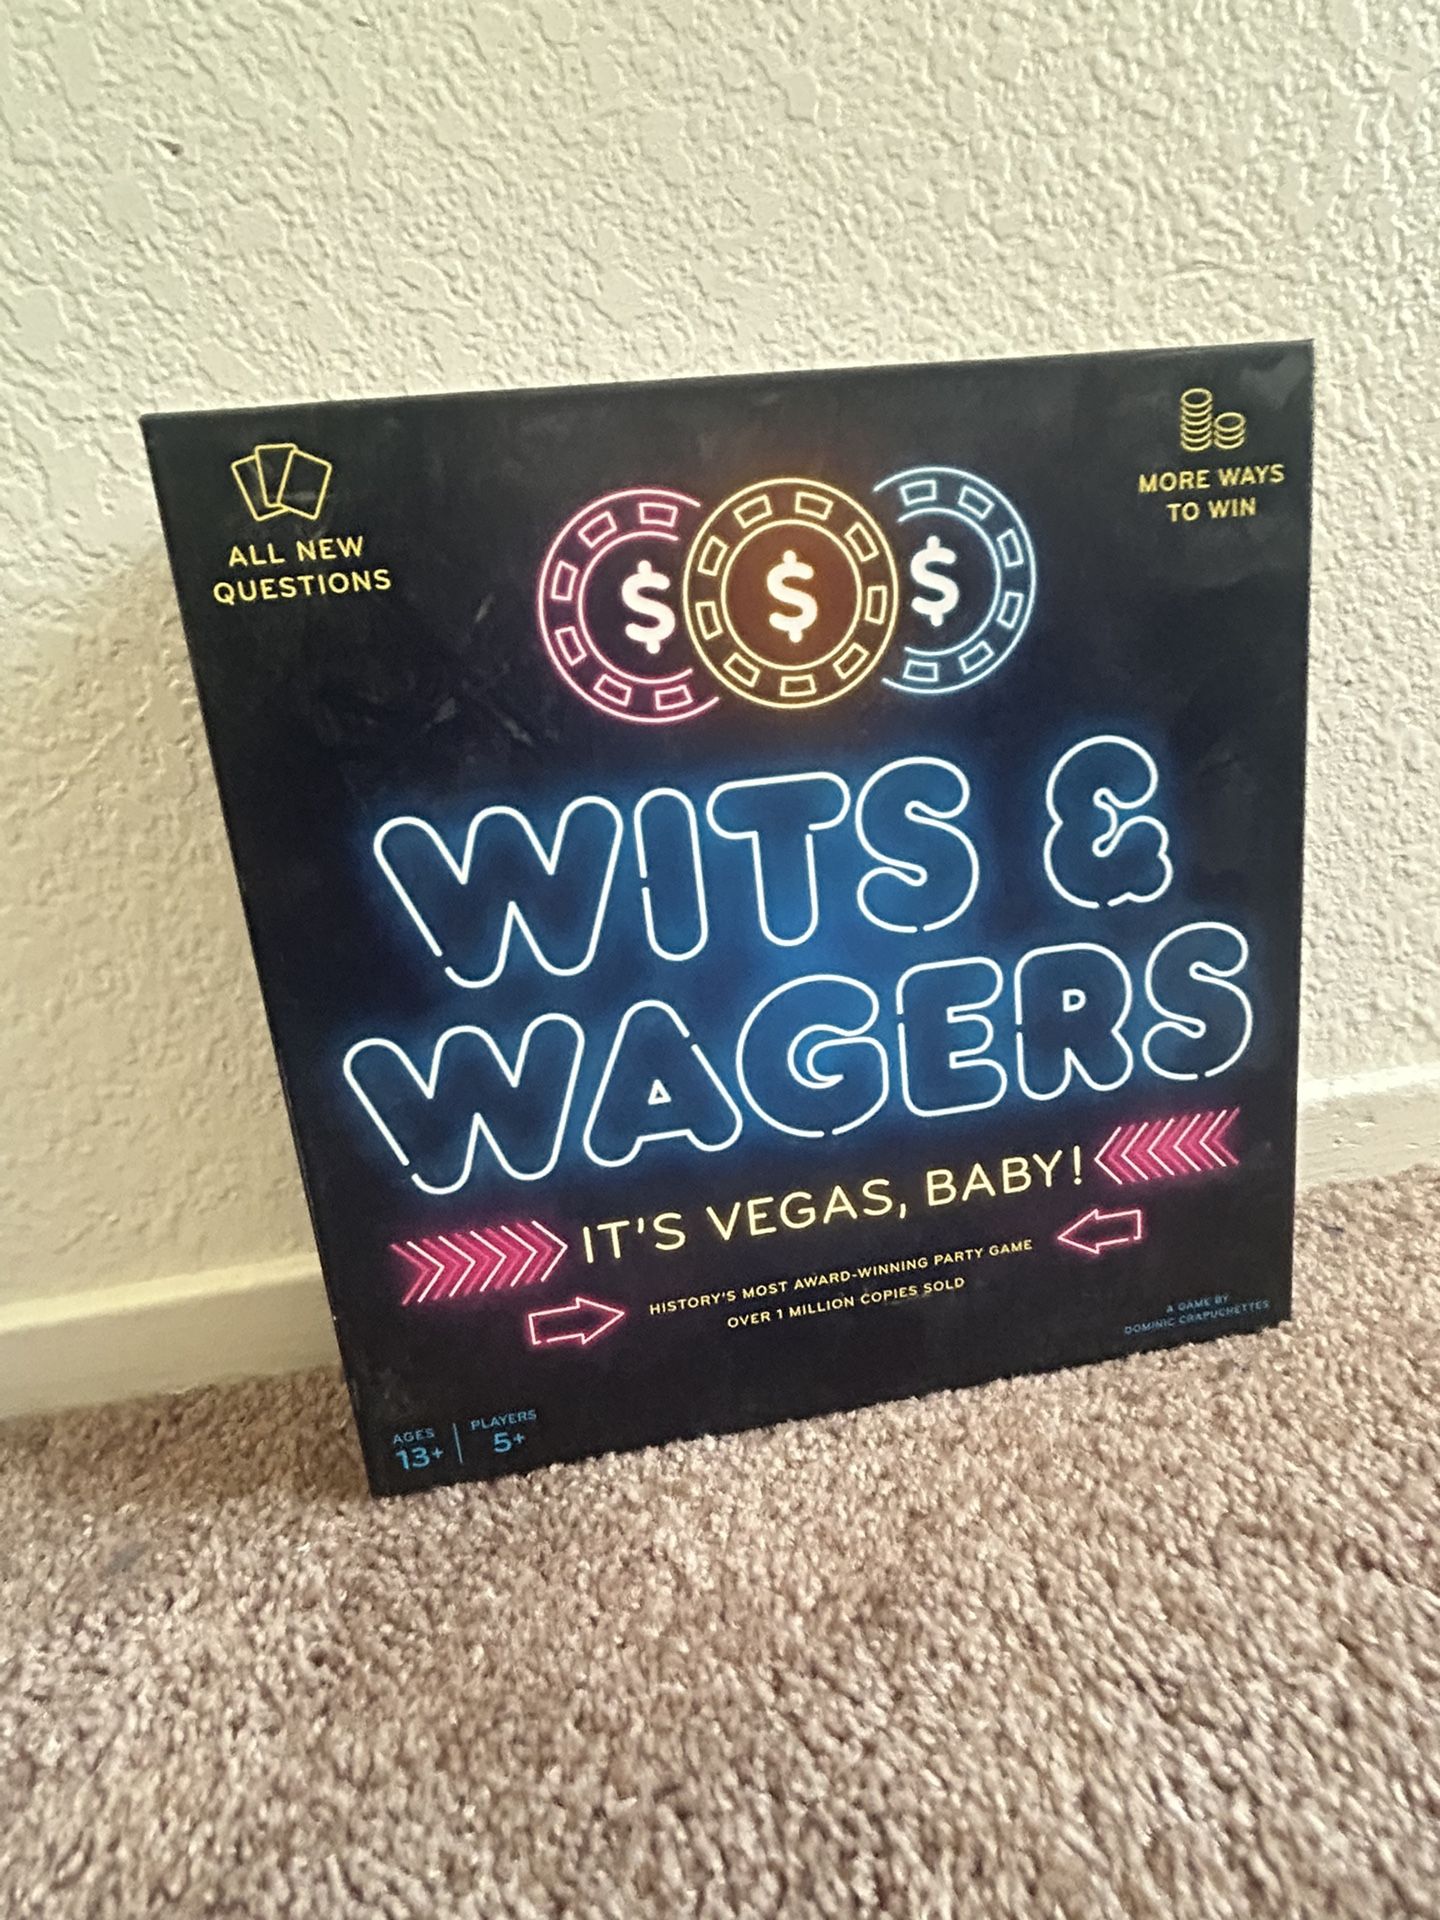 ALL NEW
QUESTIONS
MORE WAYS
TO WIN
$ $ $
WITS &
WAGERS
IT'S VEGAS, BABY!
HISTORY'S MOST AWARD-WINNING PARTY GAME
OVER 1 MILLION COPIES SOLD
A GAME BY
DOMINIC CRAPUCHETTES
AGES
13+
PLAYERS
5+